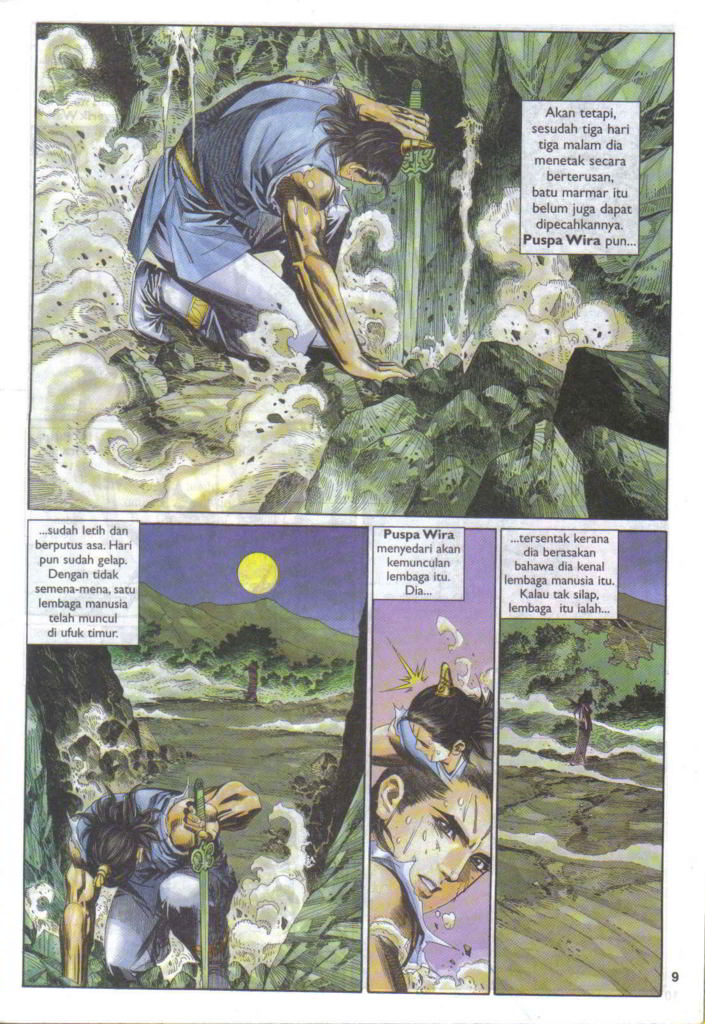 Akan tetapi,
sesudah tiga hari
tiga malam dia
menetak secara
berterusan,
batu marmar itu
belum juga dapat
dipecahkannya.
Puspa Wira pun...
...sudah letih dan
berputus asa. Hari
pun sudah gelap.
Dengan tidak
semena-mena, satu
lembaga manusia
telah muncul
di ufuk timur.
Puspa Wira
menyedari akan
kemunculan
lembaga itu.
Dia...
...tersentak kerana
dia berasakan
bahawa dia kenal
lembaga manusia itu.
Kalau tak silap,
lembaga itu ialah...
9